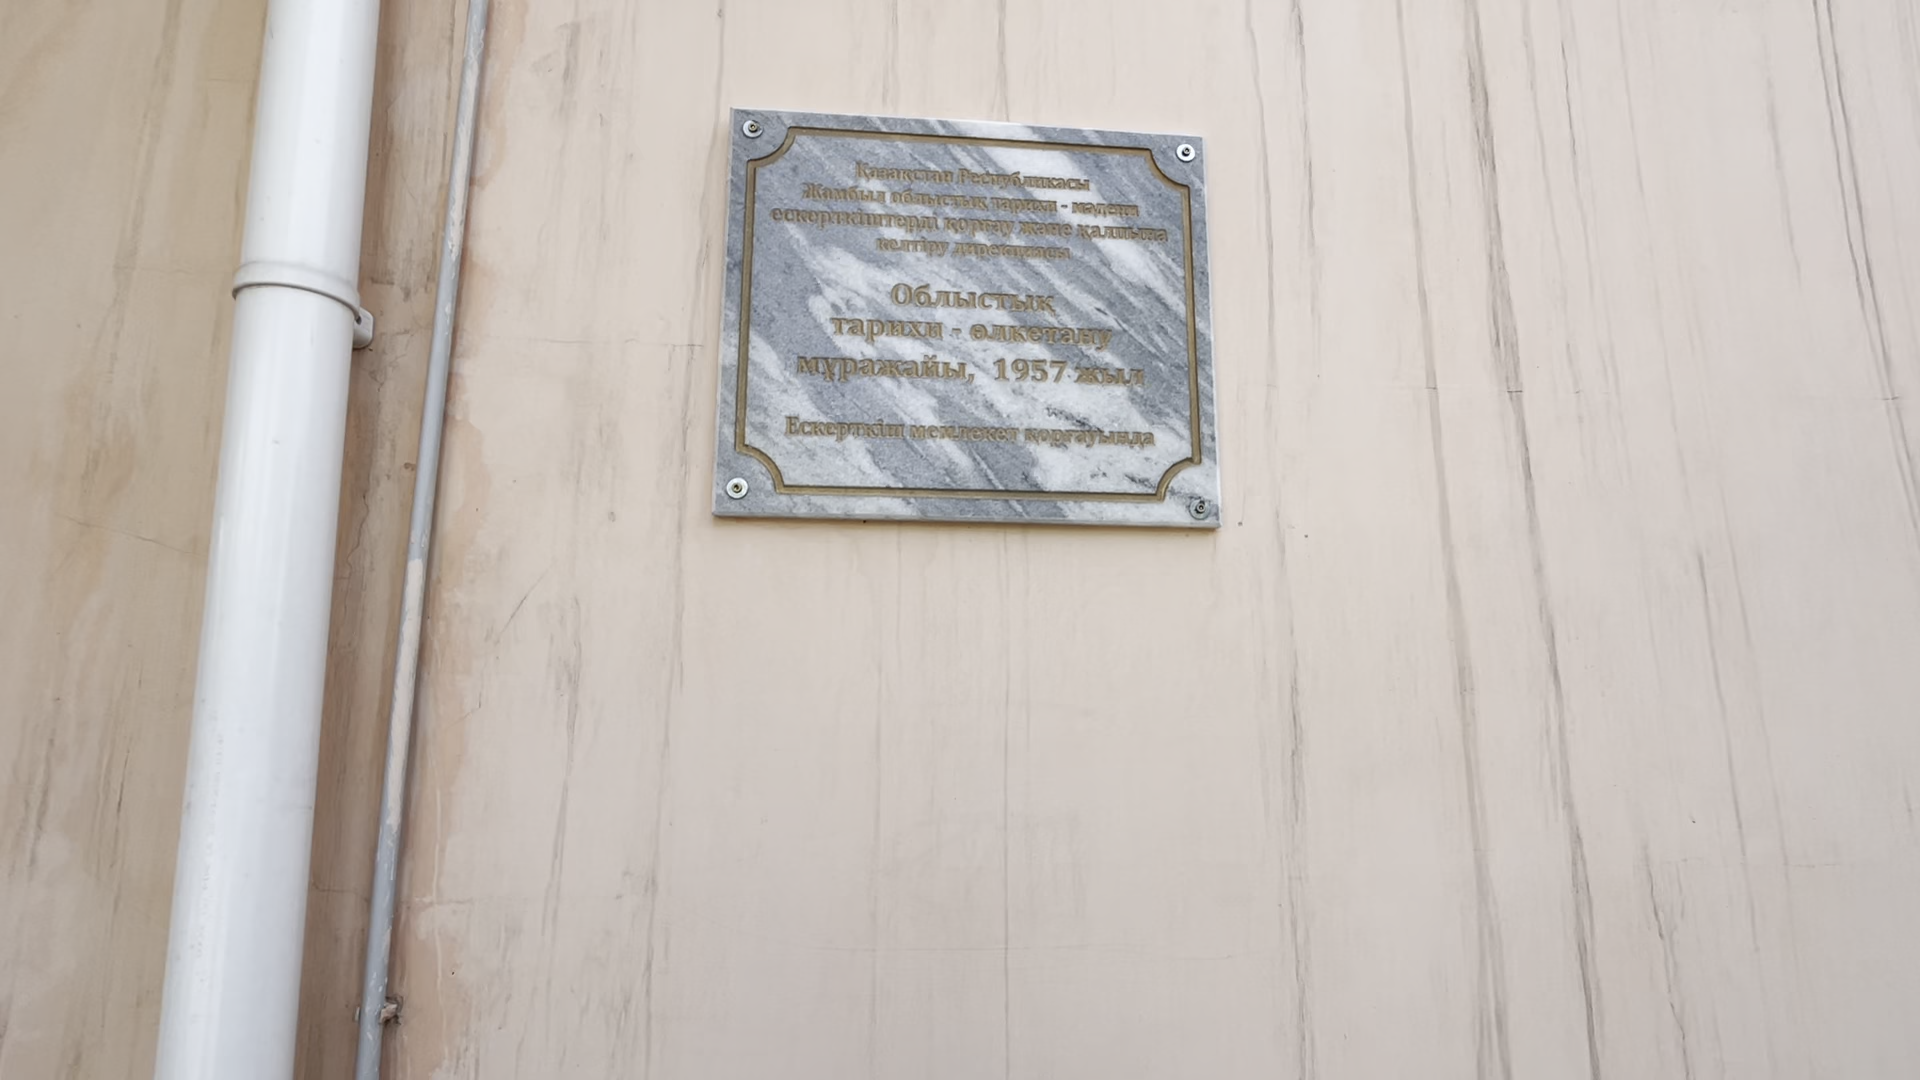 Қазақстан Республикасы
Жамбыл облыстық тарихи - мәдени
ескерткіштерді қорғау және қалпына
келтіру дирекциясы
Облыстық
тарихи - өлкетану
мұражайы, 1957 жыл
Ескерткіш мемлекет қорғауында